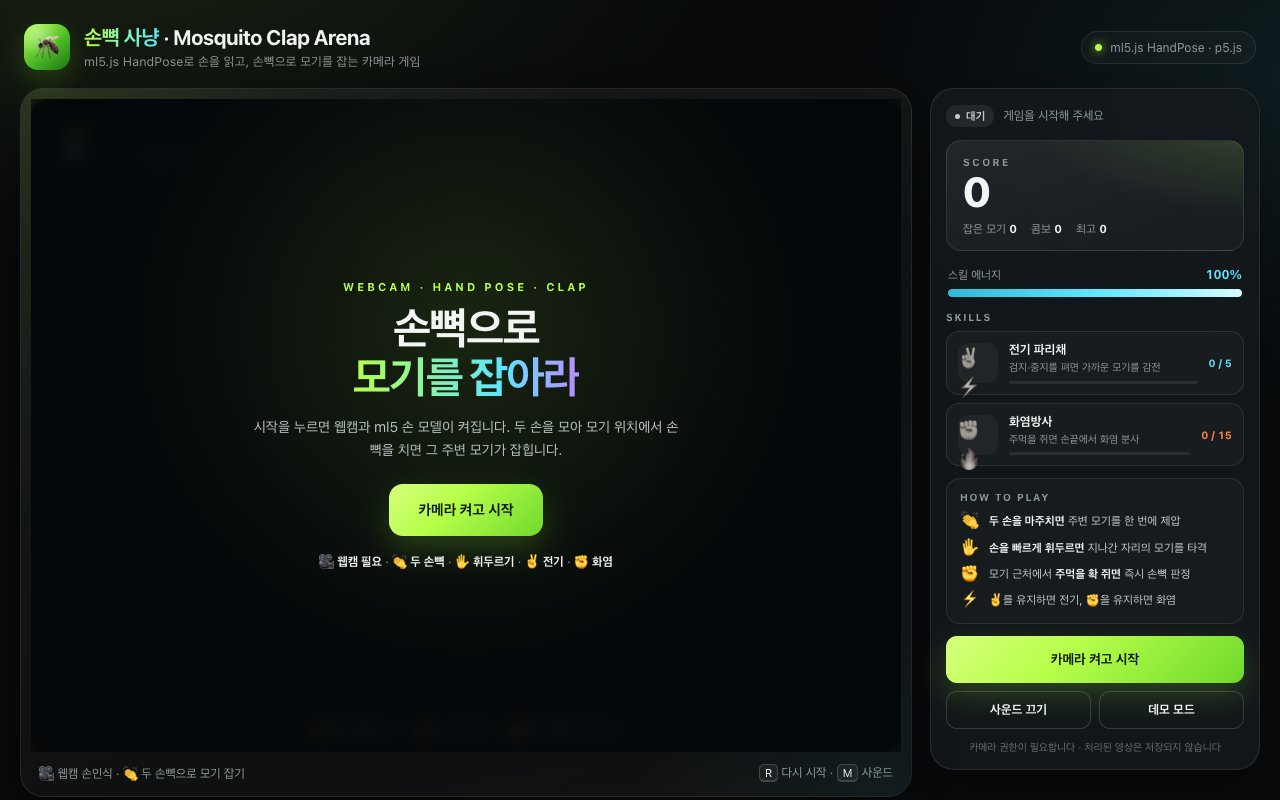 손뼉 사냥 · Mosquito Clap Arena
ml5.js HandPose로 손을 읽고, 손뼉으로 모기를 잡는 카메라 게임
ml5.js HandPose · p5.js
WEBCAM · HAND POSE · CLAP
손뼉으로
모기를 잡아라
시작을 누르면 웹캠과 ml5 손 모델이 켜집니다. 두 손을 모아 모기 위치에서 손
뼉을 치면 그 주변 모기가 잡힙니다.
카메라 켜고 시작
🎥 웹캠 필요 · 👏 두 손뼉 · 🖐 휘두르기 · ✌ 전기 · ✊ 화염
🎥 웹캠 손인식 · 👏 두 손뼉으로 모기 잡기
R 다시 시작 · M 사운드
대기 게임을 시작해 주세요
SCORE
0
잡은 모기 0 콤보 0 최고 0
스킬 에너지 100%
SKILLS
전기 파리채
검지·중지를 펴면 가까운 모기를 감전
0 / 5
화염방사
주먹을 쥐면 손끝에서 화염 분사
0 / 15
HOW TO PLAY
👏 두 손을 마주치면 주변 모기를 한 번에 제압
🖐 손을 빠르게 휘두르면 지나간 자리의 모기를 타격
✊ 모기 근처에서 주먹을 확 쥐면 즉시 손뼉 판정
⚡ ✌를 유지하면 전기, ✊을 유지하면 화염
카메라 켜고 시작
사운드 끄기
데모 모드
카메라 권한이 필요합니다 · 처리된 영상은 저장되지 않습니다